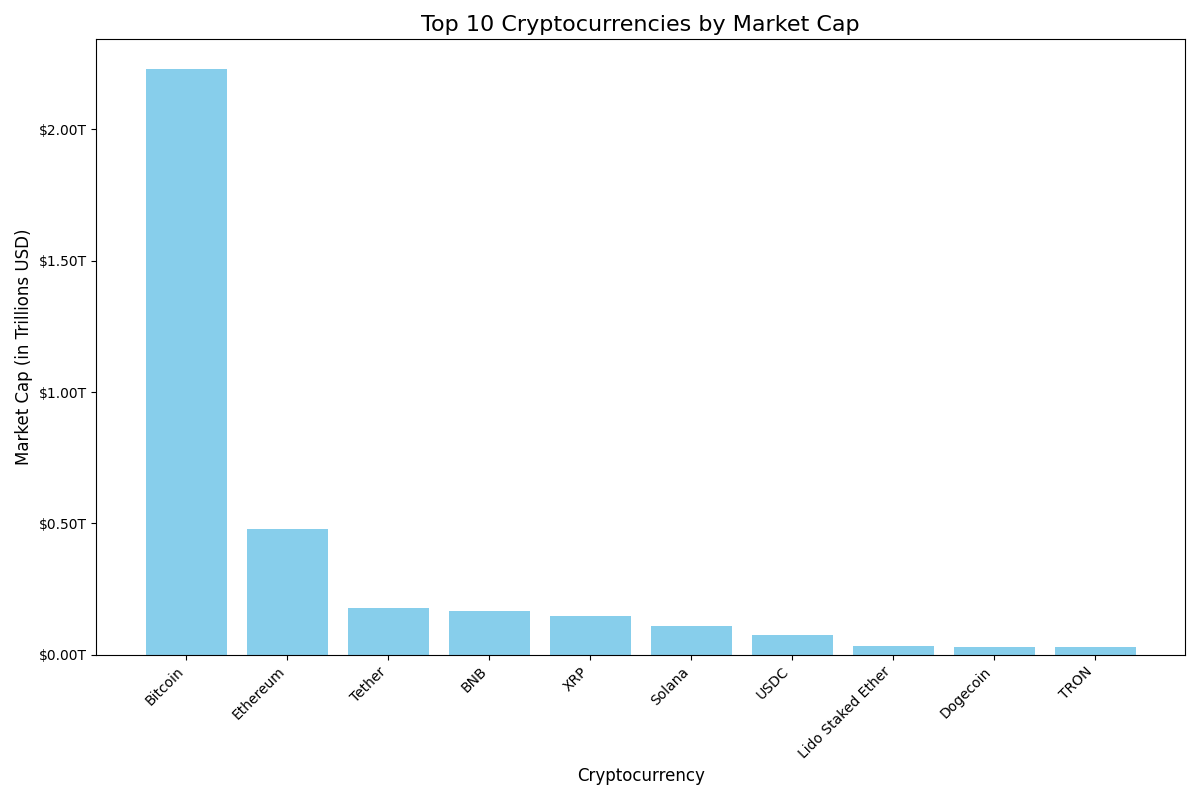 Top 10 Cryptocurrencies by Market Cap
Market Cap (in Trillions USD)
$2.00T
$1.50T
$1.00T
$0.50T
$0.00T
Bitcoin
Ethereum
Tether
BNB
XRP
Solana
USDC
Lido Staked Ether
Dogecoin
TRON
Cryptocurrency